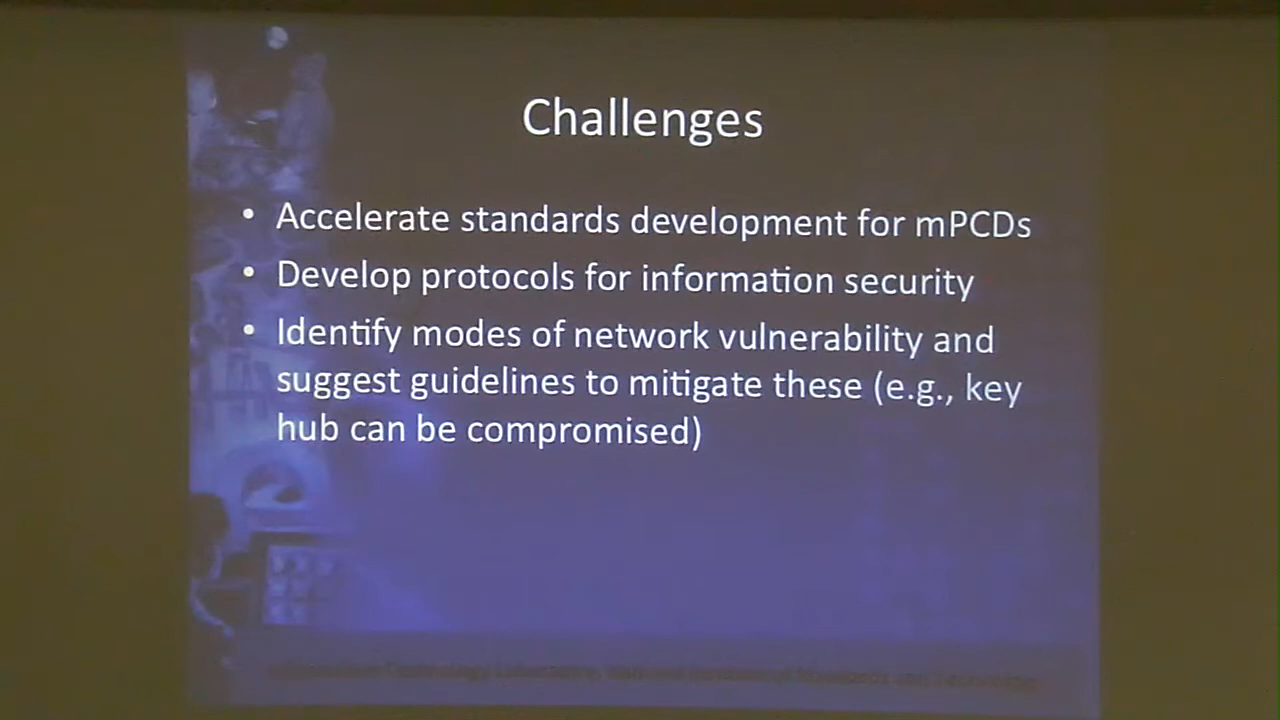 Challenges
• Accelerate standards development for mPCDs
• Develop protocols for information security
• Identify modes of network vulnerability and
suggest guidelines to mitigate these (e.g., key
hub can be compromised)